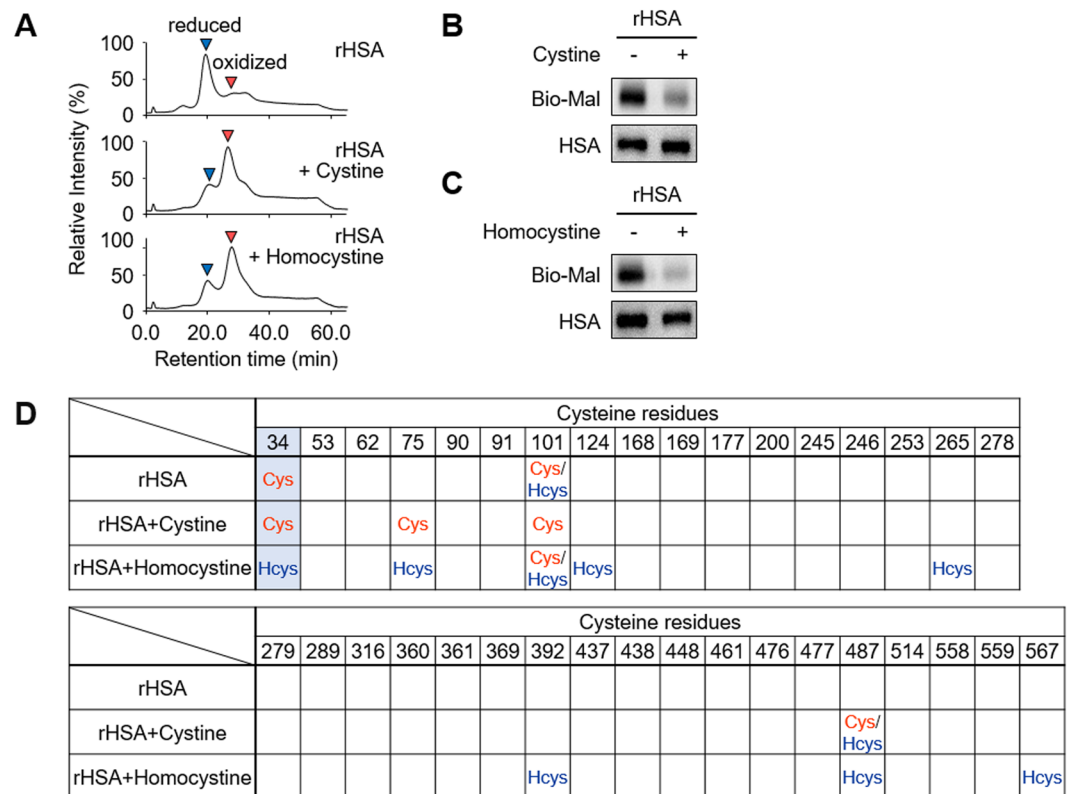 A
reduced
oxidized
rHSA
100
50
0
rHSA
+ Cystine
100
50
0
rHSA
+ Homocystine
100
50
0
Relative Intensity (%)
0.0 20.0 40.0 60.0
Retention time (min)
B
rHSA
Cystine - +
Bio-Mal
HSA
C
rHSA
Homocystine - +
Bio-Mal
HSA
D
Cysteine residues
34 53 62 75 90 91 101 124 168 169 177 200 245 246 253 265 278
rHSA Cys Cys/
Hcys
rHSA+Cystine Cys Cys Cys
rHSA+Homocystine Hcys Hcys Cys/
Hcys Hcys Hcys
Cysteine residues
279 289 316 360 361 369 392 437 438 448 461 476 477 487 514 558 559 567
rHSA
rHSA+Cystine Cys/
Hcys
rHSA+Homocystine Hcys Hcys Hcys